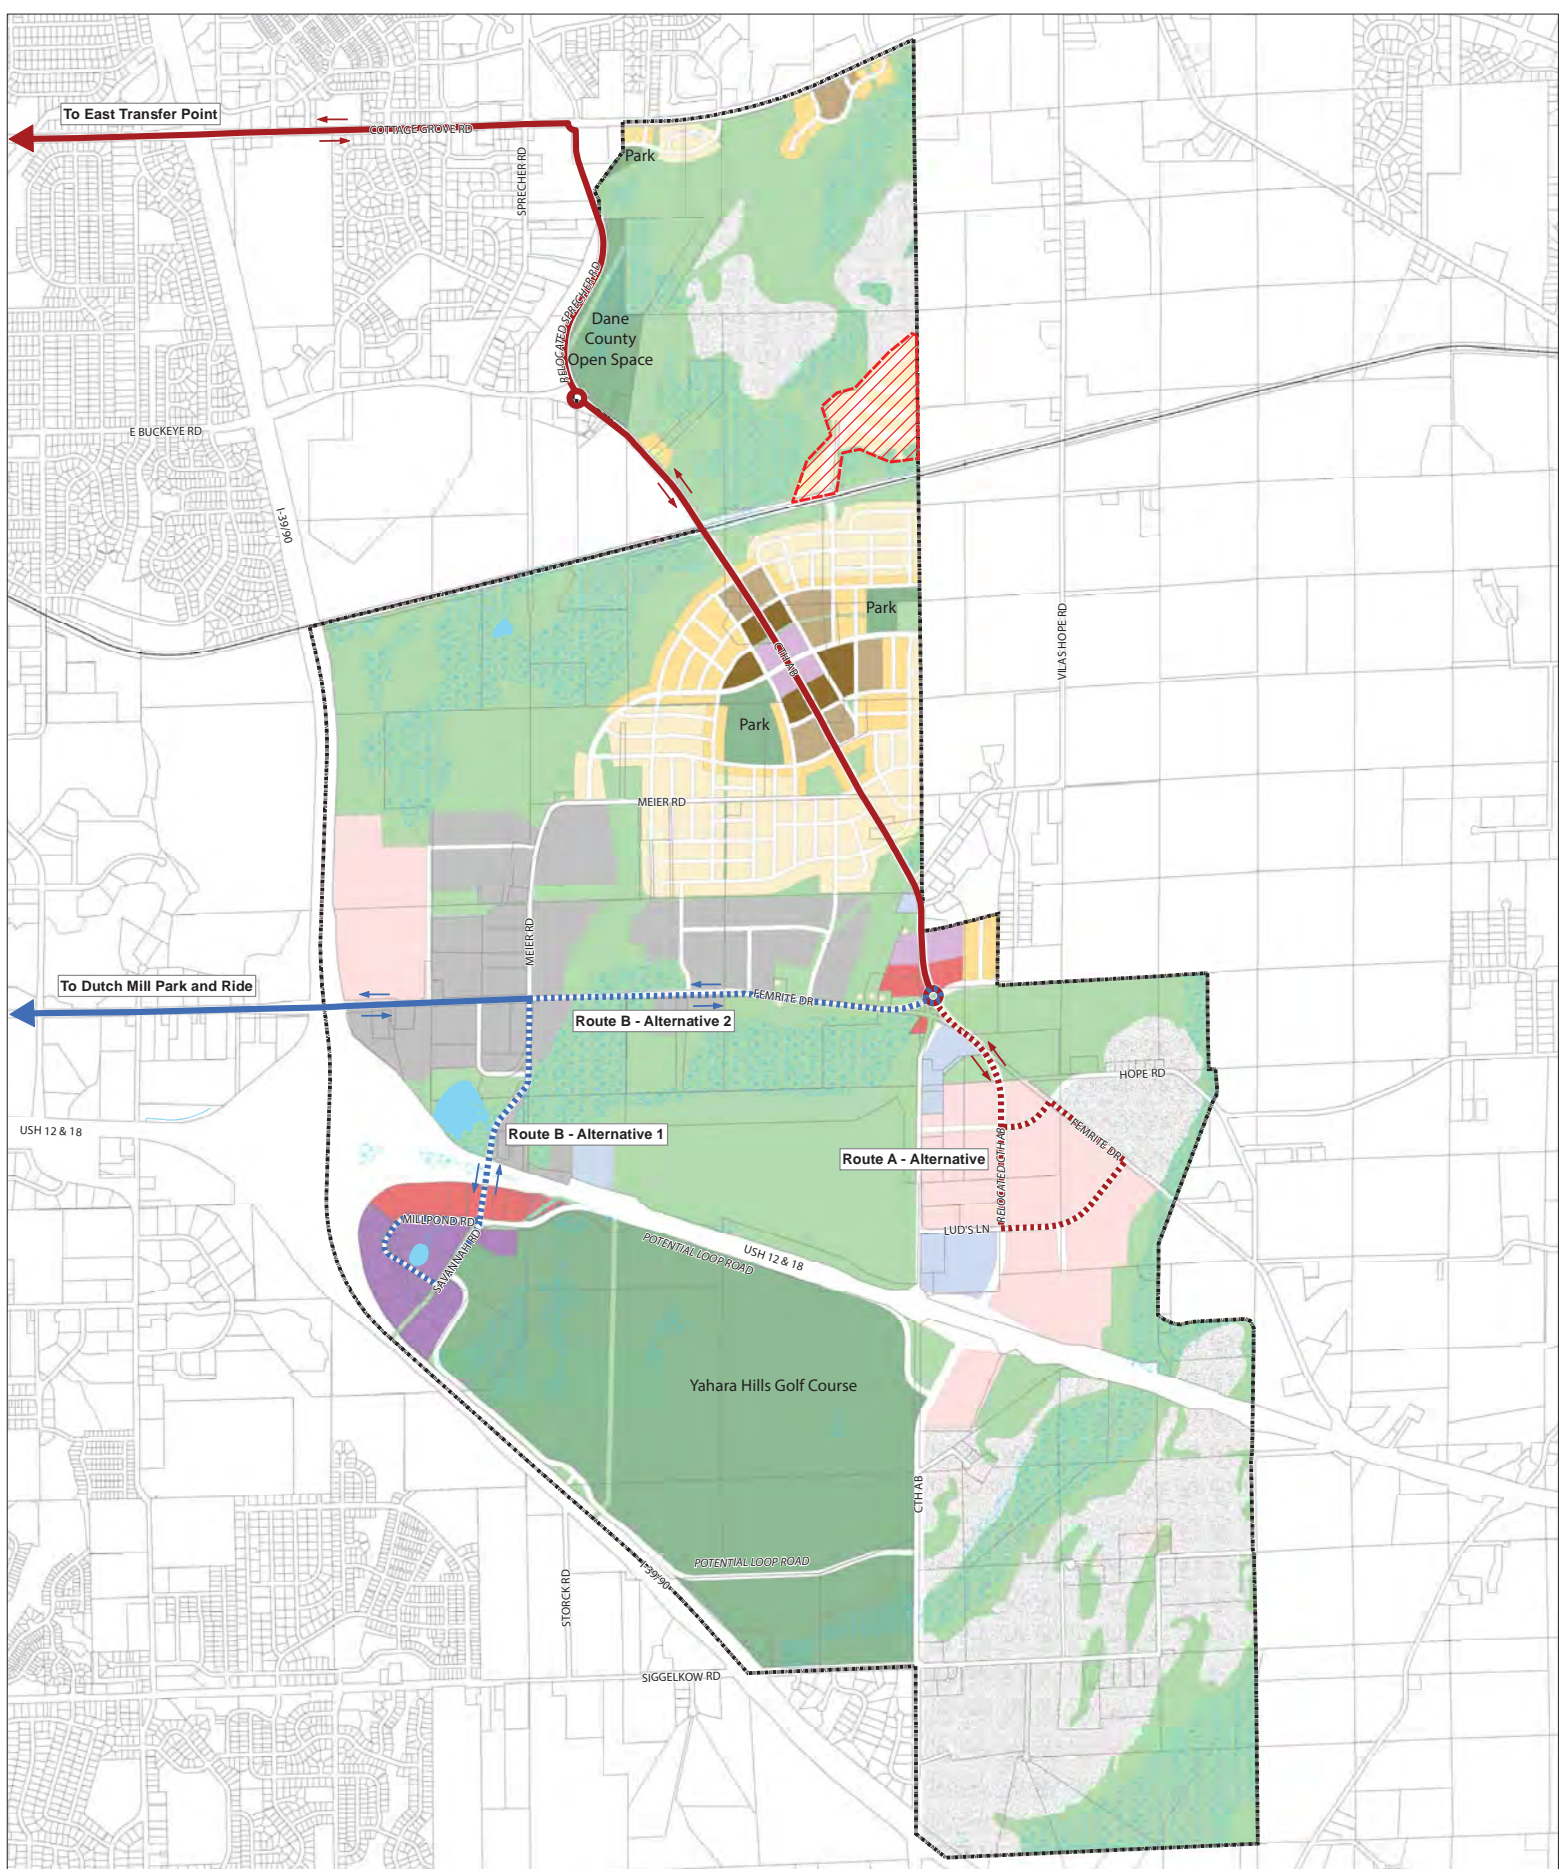 To East Transfer Point
COTTAGE GROVE RD
SPRECHER RD
Park
RELOCATED SPRECHER RD
Dane
County
Open Space
E BUCKEYE RD
I-39/90
Park
VILAS HOPE RD
CTH AB
Park
MEIER RD
MEIER RD
To Dutch Mill Park and Ride
FEMRITE DR
Route B - Alternative 2
HOPE RD
USH 12 & 18
Route B - Alternative 1
FEMRITE DR
Route A - Alternative
RELOCATED CTH AB
MILLPOND RD
LUD'S LN
SAVANNAH RD
POTENTIAL LOOP ROAD
USH 12 & 18
Yahara Hills Golf Course
CTH AB
POTENTIAL LOOP ROAD
I-39/90
STORCK RD
SIGGELKOW RD